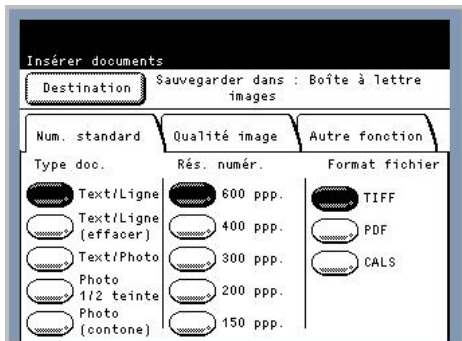 Insérer documents
Destination
Sauvegarder dans : Boîte à lettre
images
Num. standard
Qualité image
Autre fonction
Type doc.
Rés. numér.
Format fichier
Text/Ligne
600 ppp.
TIFF
Text/Ligne
(effacer)
400 ppp.
PDF
Text/Photo
300 ppp.
CALS
Photo
1/2 teinte
200 ppp.
Photo
(contone)
150 ppp.